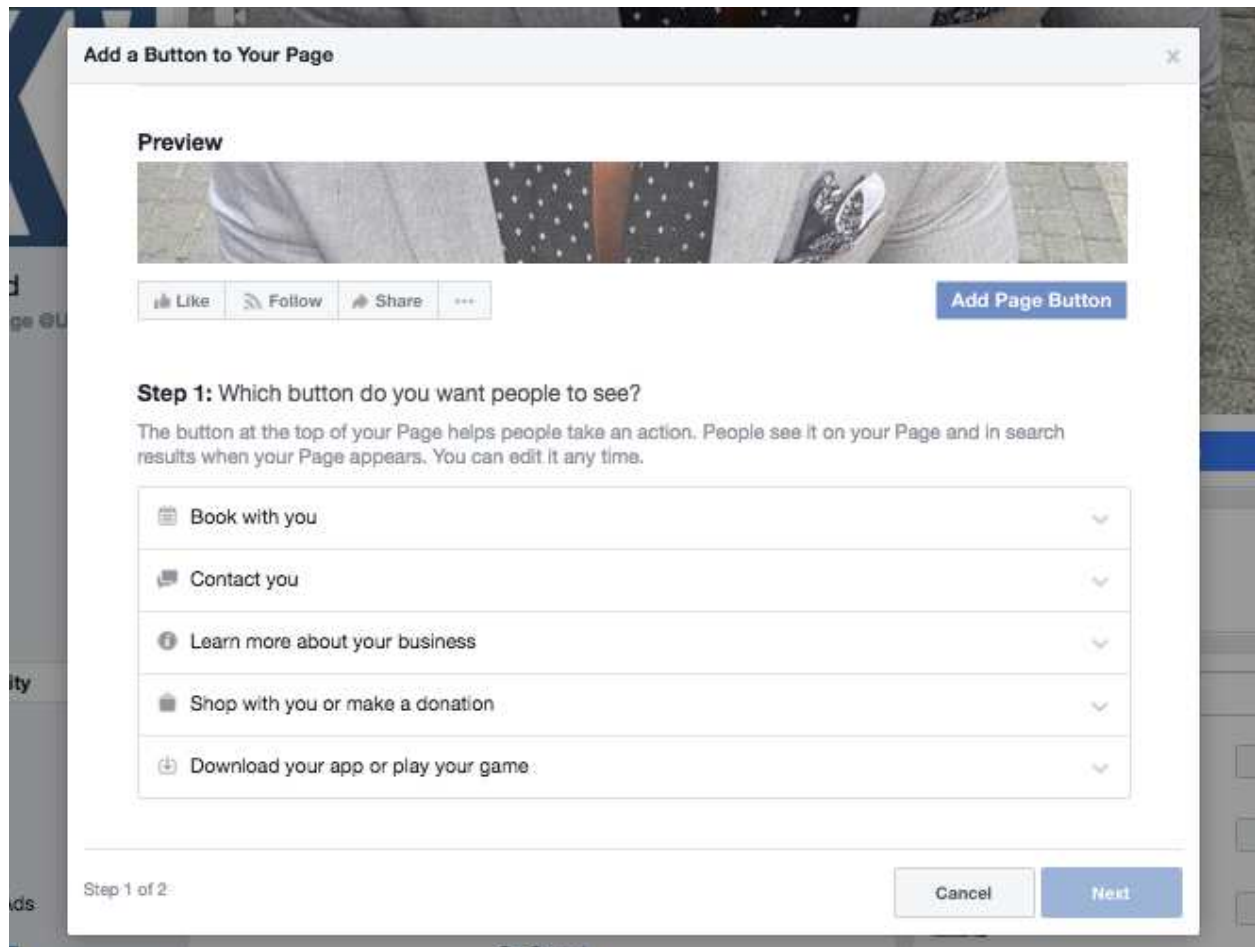 Add a Button to Your Page
Preview
Like Follow Share
Add Page Button
Step 1: Which button do you want people to see?
The button at the top of your Page helps people take an action. People see it on your Page and in search
results when your Page appears. You can edit it any time.
Book with you
Contact you
Learn more about your business
Shop with you or make a donation
Download your app or play your game
Step 1 of 2
Cancel
Next